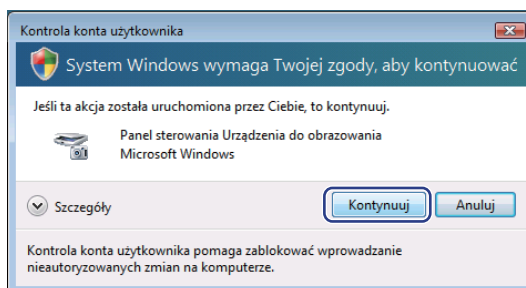 Kontrola konta użytkownika
System Windows wymaga Twojej zgody, aby kontynuować
Jeśli ta akcja została uruchomiona przez Ciebie, to kontynuuj.
Panel sterowania Urządzenia do obrazowania
Microsoft Windows
Szczegóły
Kontynuuj
Anuluj
Kontrola konta użytkownika pomaga zablokować wprowadzanie
nieautoryzowanych zmian na komputerze.